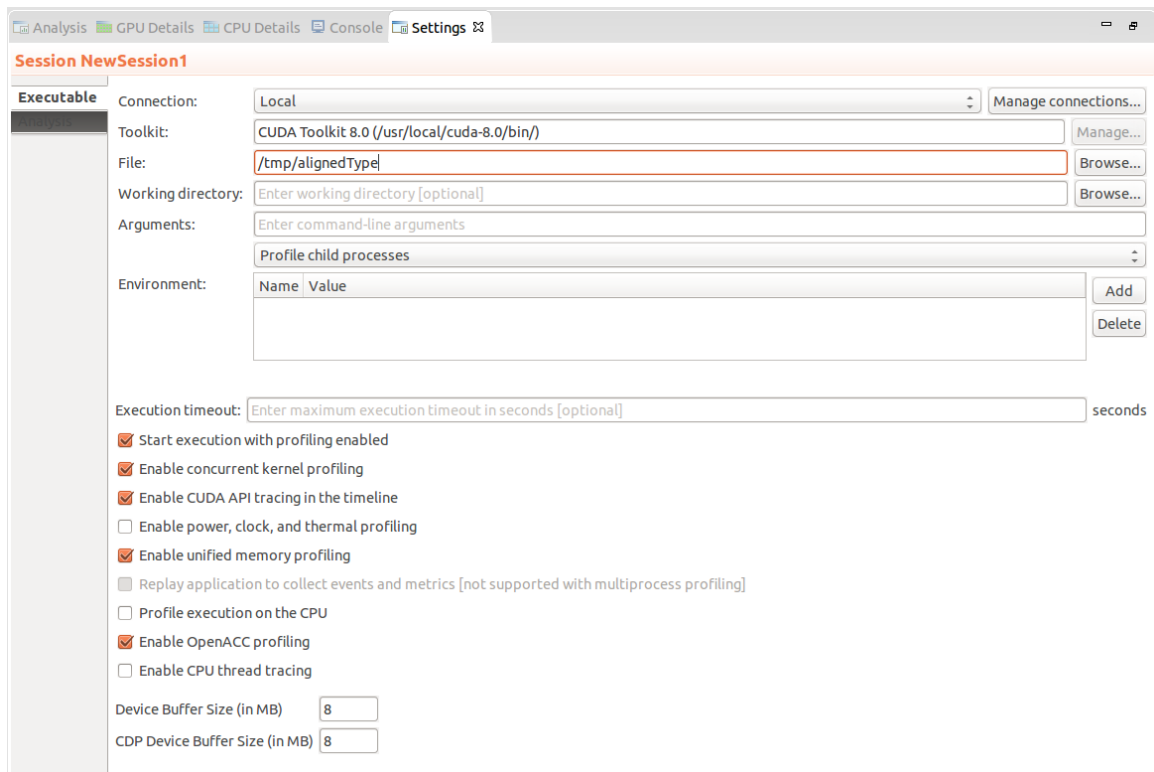 Analysis GPU Details CPU Details Console Settings
Session NewSession1
Executable
Analysis
Connection: Local Manage connections...
Toolkit: CUDA Toolkit 8.0 (/usr/local/cuda-8.0/bin/) Manage...
File: /tmp/alignedType Browse...
Working directory: Enter working directory [optional] Browse...
Arguments: Enter command-line arguments
Profile child processes
Environment: Name Value Add
Delete
Execution timeout: Enter maximum execution timeout in seconds [optional] seconds
Start execution with profiling enabled
Enable concurrent kernel profiling
Enable CUDA API tracing in the timeline
Enable power, clock, and thermal profiling
Enable unified memory profiling
Replay application to collect events and metrics [not supported with multiprocess profiling]
Profile execution on the CPU
Enable OpenACC profiling
Enable CPU thread tracing
Device Buffer Size (in MB) 8
CDP Device Buffer Size (in MB) 8